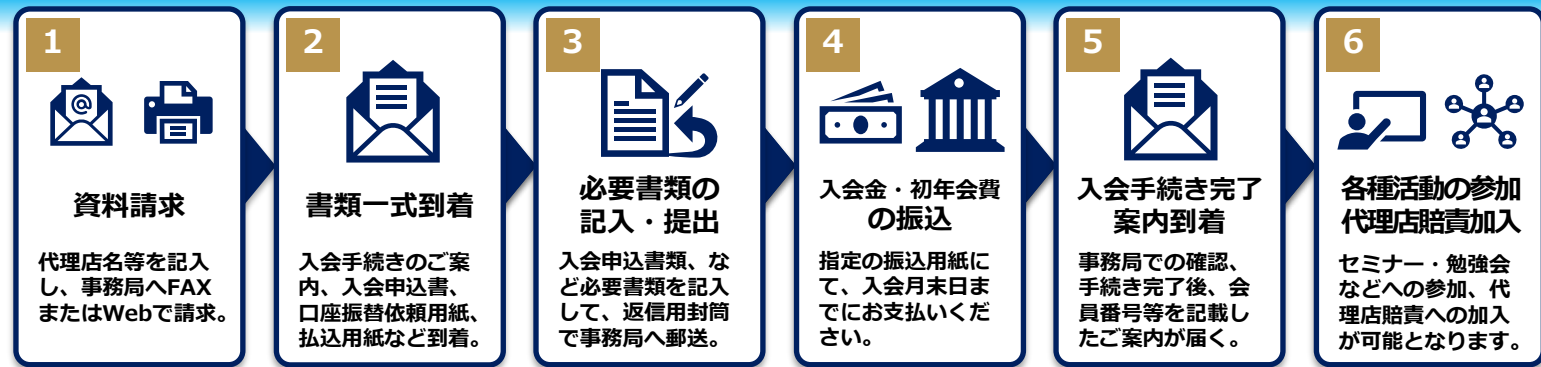 1
資料請求
代理店名等を記入
し、事務局へFAX
またはWebで請求。
2
書類一式到着
入会手続きのご案
内、入会申込書、
口座振替依頼用紙、
払込用紙など到着。
3
必要書類の
記入・提出
入会申込書類、な
ど必要書類を記入
して、返信用封筒
で事務局へ郵送。
4
入会金・初年会費
の振込
指定の振込用紙に
て、入会月末日ま
でにお支払いくだ
さい。
5
入会手続き完了
案内到着
事務局での確認、
手続き完了後、会
員番号等を記載し
たご案内が届く。
6
各種活動の参加
代理店賠責加入
セミナー・勉強会
などへの参加、代
理店賠責への加入
が可能となります。